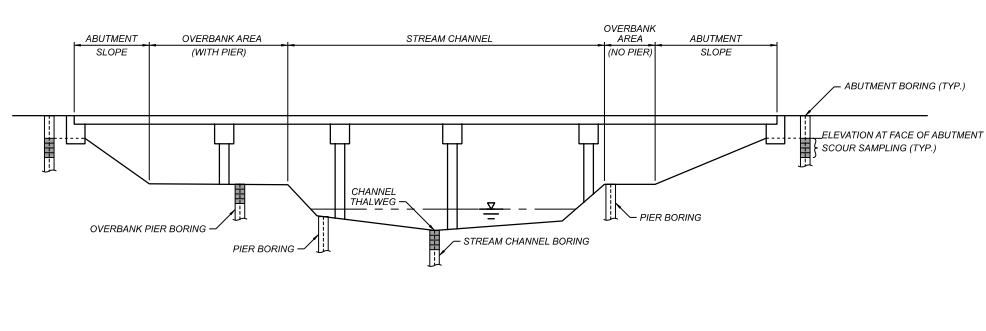 ABUTMENT
SLOPE
OVERBANK AREA
(WITH PIER)
STREAM CHANNEL
OVERBANK
AREA
(NO PIER)
ABUTMENT
SLOPE
ABUTMENT BORING (TYP.)
ELEVATION AT FACE OF ABUTMENT
SCOUR SAMPLING (TYP.)
CHANNEL
THALWEG
OVERBANK PIER BORING
PIER BORING
STREAM CHANNEL BORING
PIER BORING